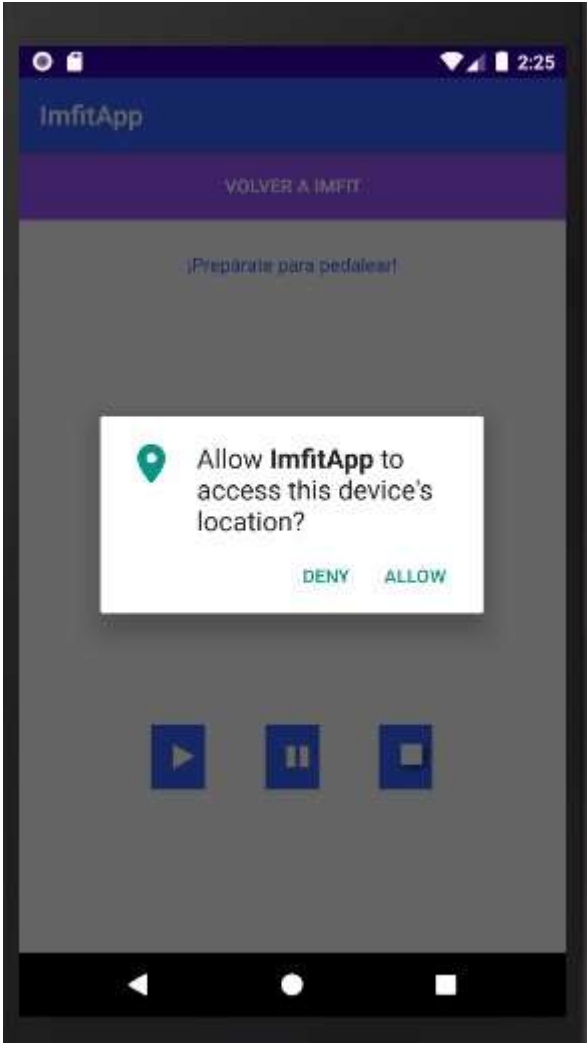 2:25
ImfitApp
VOLVER A IMFIT
¡Prepárate para pedalear!
Allow ImfitApp to
access this device's
location?
DENY ALLOW